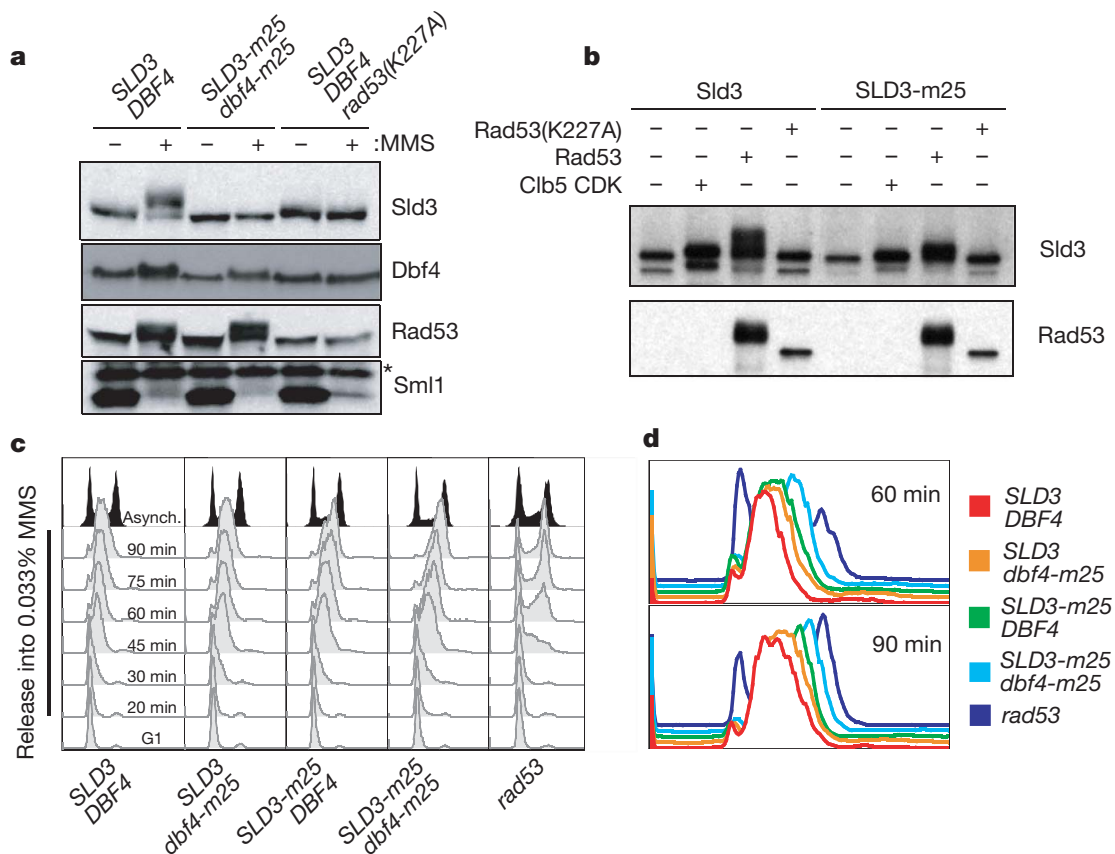 a
SLD3
DBF4
SLD3-m25
dbf4-m25
SLD3
DBF4
rad53(K227A)
– + – + – + :MMS
Sld3
Dbf4
Rad53
*
Sml1
b
Sld3 SLD3-m25
Rad53(K227A) – – – + – – – +
Rad53 – – + – – – + –
Clb5 CDK – + – – – + – –
Sld3
Rad53
c
Release into 0.033% MMS
Asynch.
90 min
75 min
60 min
45 min
30 min
20 min
G1
SLD3
DBF4
SLD3
dbf4-m25
SLD3-m25
DBF4
SLD3-m25
dbf4-m25
rad53
d
60 min
90 min
SLD3
DBF4
SLD3
dbf4-m25
SLD3-m25
DBF4
SLD3-m25
dbf4-m25
rad53